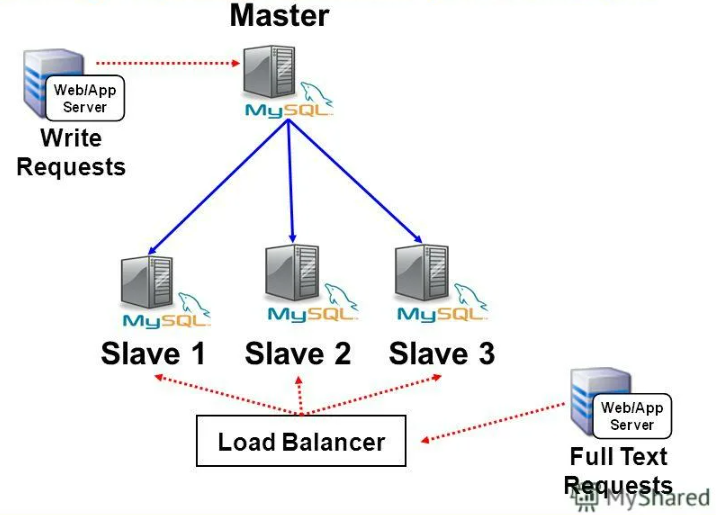 Master
Web/App
Server
MySQL
Write
Requests
MySQL
MySQL
MySQL
Slave 1
Slave 2
Slave 3
Load Balancer
Web/App
Server
Full Text
Requests
MyShared